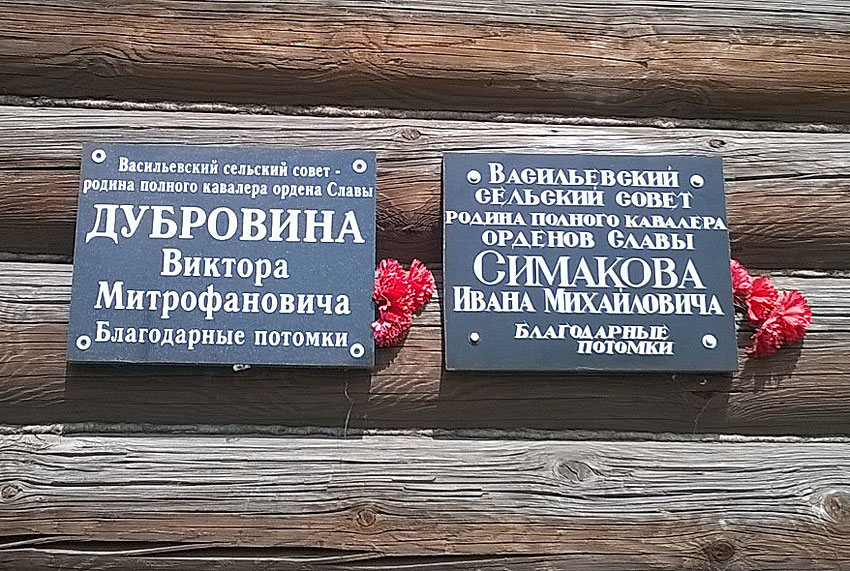 Васильевский сельский совет -
родина полного кавалера ордена Славы
ДУБРОВИНА
Виктора
Митрофановича
Благодарные потомки
Васильевский
сельский совет
родина полного кавалера
орденов Славы
Симакова
Ивана Михайловича
Благодарные
потомки